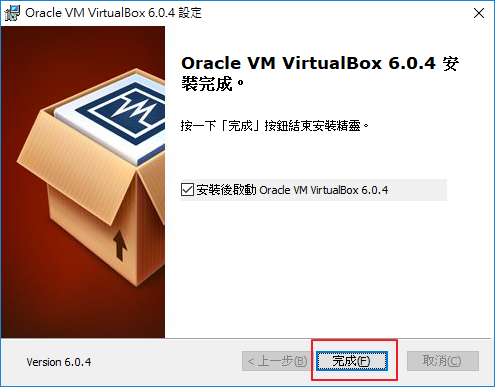 Oracle VM VirtualBox 6.0.4 設定
Oracle VM VirtualBox 6.0.4 安
裝完成。
按一下「完成」按鈕結束安裝精靈。
安裝後啟動 Oracle VM VirtualBox 6.0.4
Version 6.0.4
< 上一步(B)
完成(F)
取消(C)